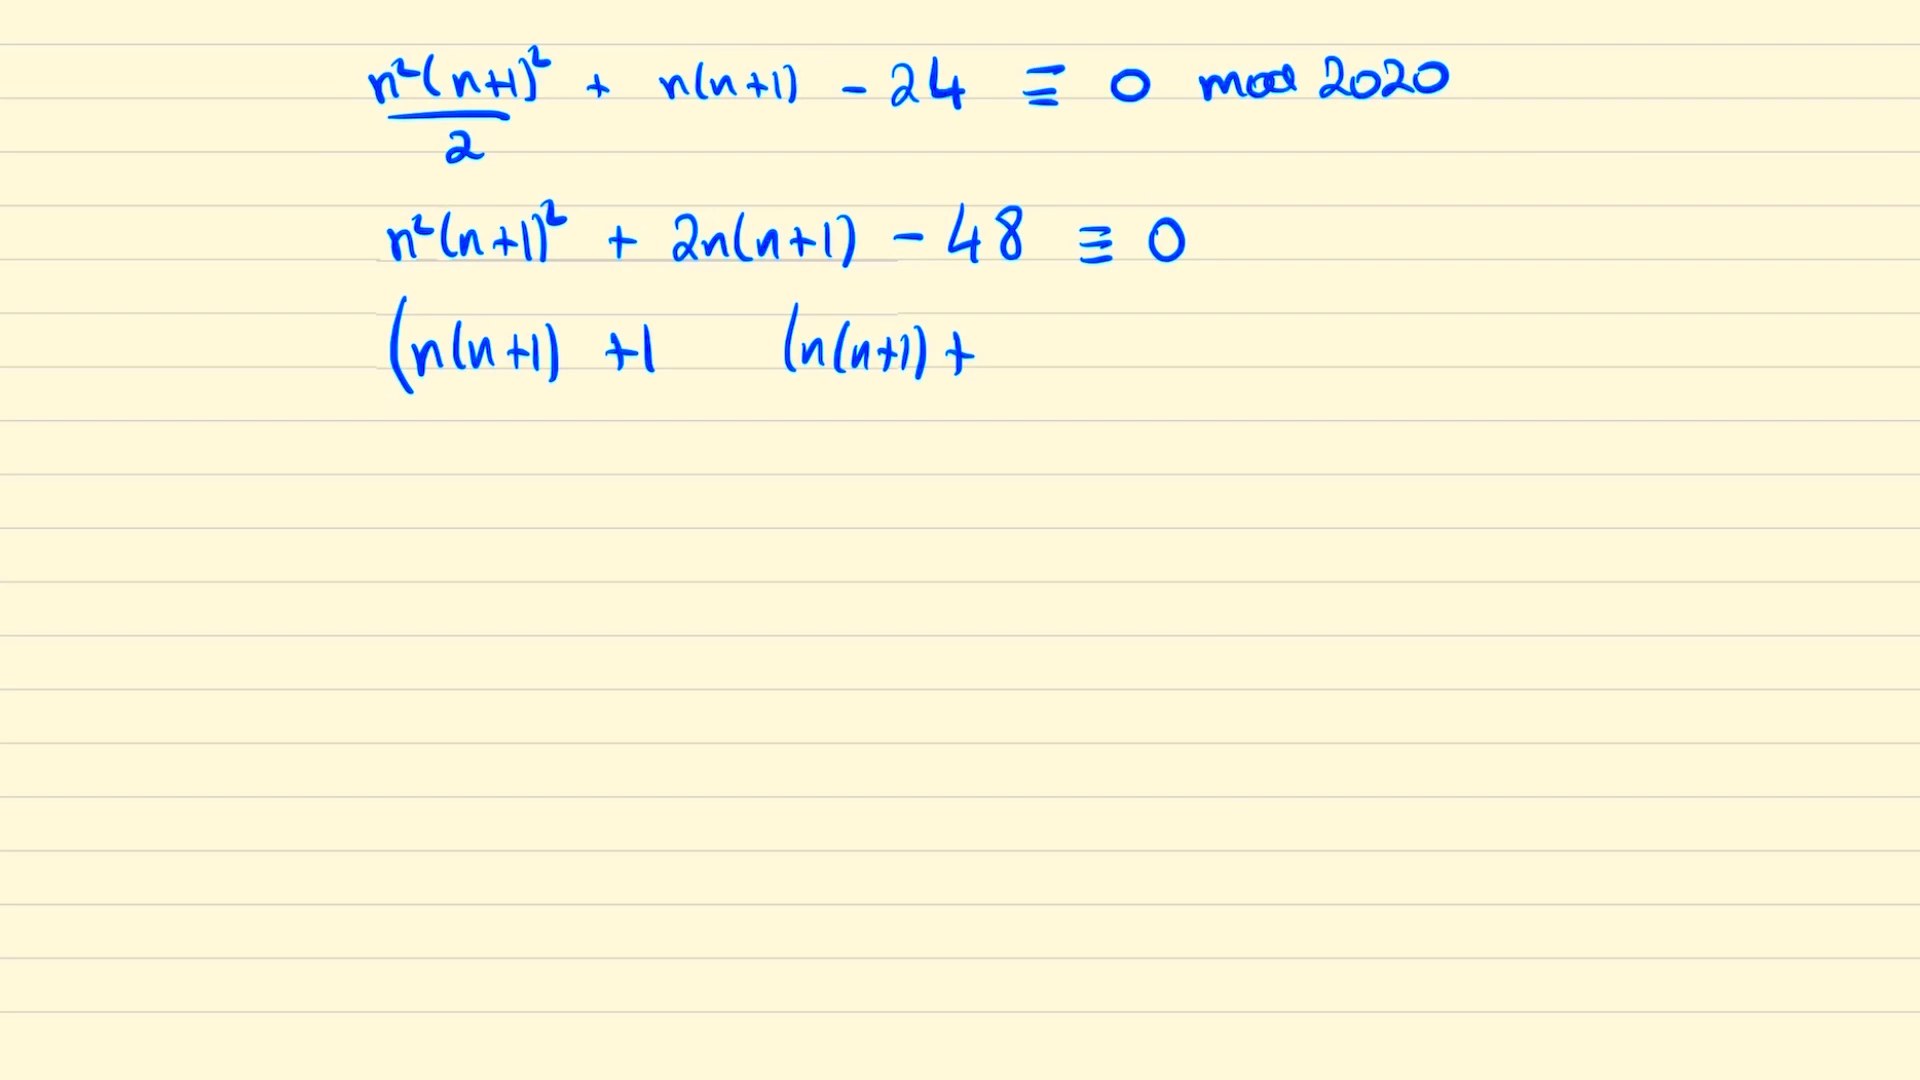 n²(n+1)²/2 + n(n+1) - 24 ≡ 0 mod 2020
n²(n+1)² + 2n(n+1) - 48 ≡ 0
(n(n+1) +1 (n(n+1) +